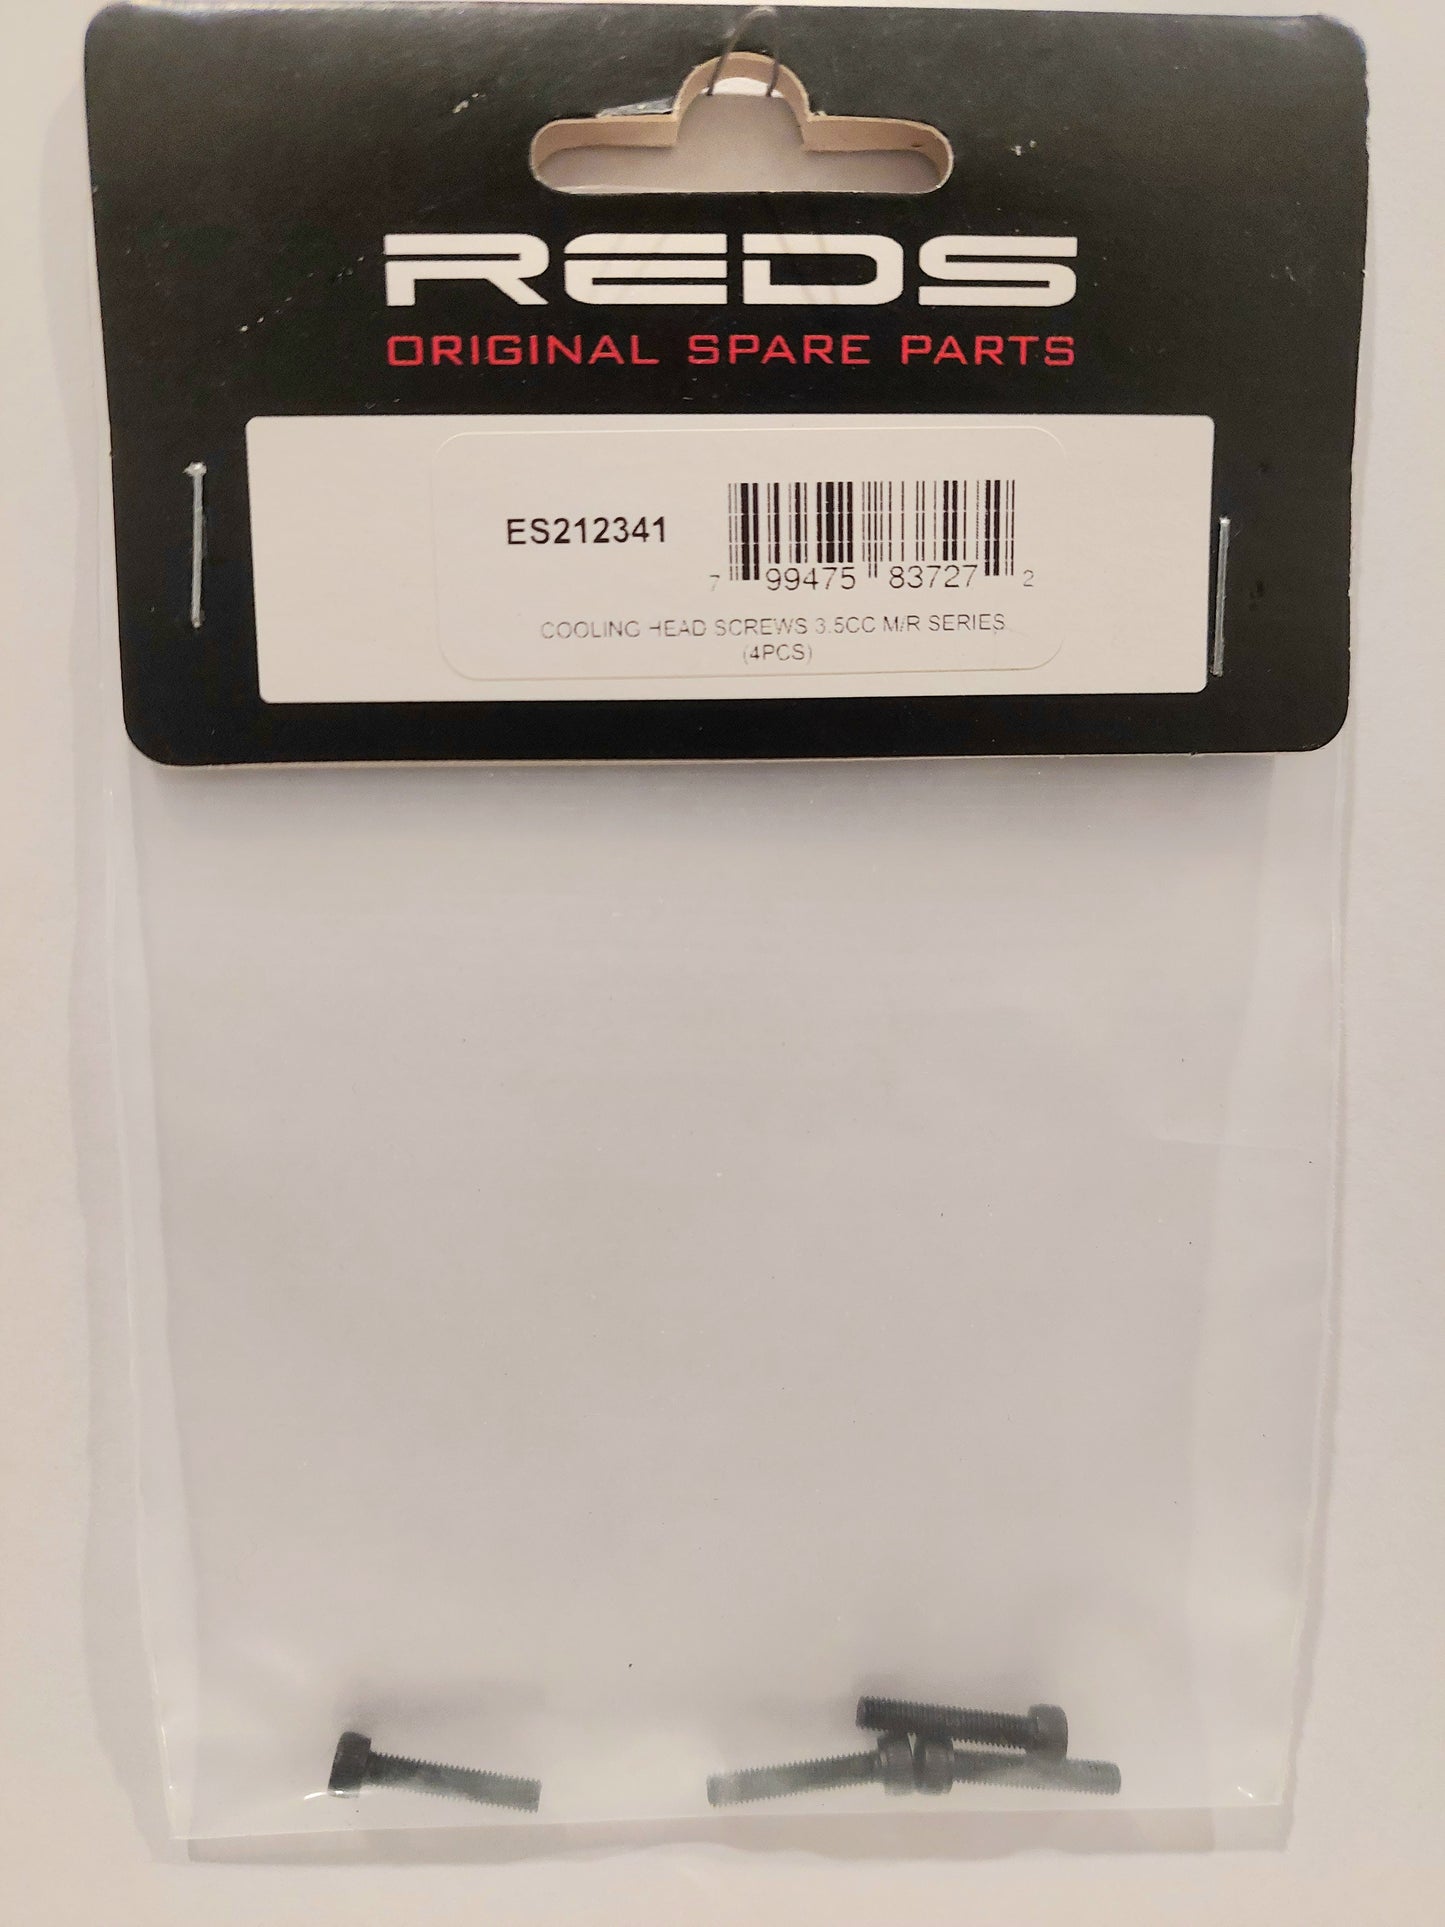 REDS
ORIGINAL SPARE PARTS
ES212341
7 99475 83727 2
COOLING HEAD SCREWS 3.5CC M/R SERIES
(4PCS)